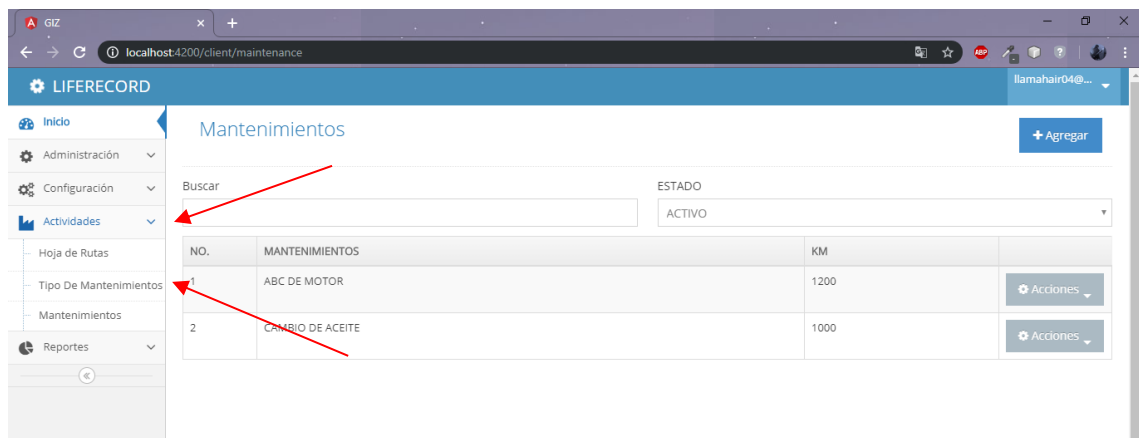 GIZ
localhost:4200/client/maintenance
ABP
LIFERECORD
llamahair04@...
Inicio
Administración
Configuración
Actividades
Hoja de Rutas
Tipo De Mantenimientos
Mantenimientos
Reportes
Mantenimientos
+ Agregar
Buscar
ESTADO
ACTIVO
NO. MANTENIMIENTOS KM
1 ABC DE MOTOR 1200 Acciones
2 CAMBIO DE ACEITE 1000 Acciones